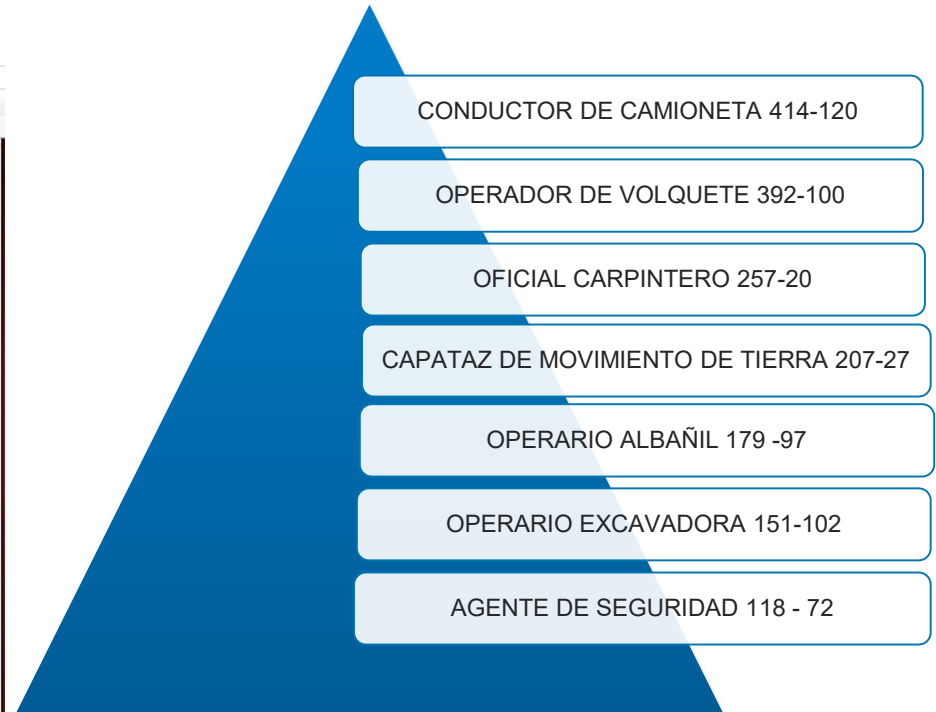 CONDUCTOR DE CAMIONETA 414-120
OPERADOR DE VOLQUETE 392-100
OFICIAL CARPINTERO 257-20
CAPATAZ DE MOVIMIENTO DE TIERRA 207-27
OPERARIO ALBAÑIL 179 -97
OPERARIO EXCAVADORA 151-102
AGENTE DE SEGURIDAD 118 - 72